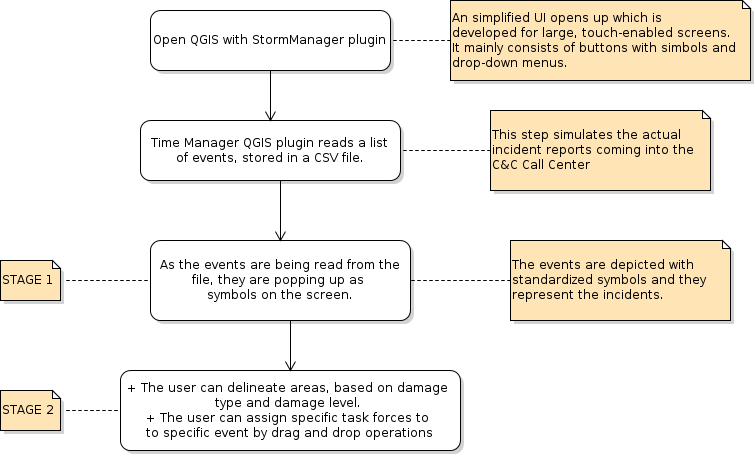 Open QGIS with StormManager plugin
An simplified UI opens up which is
developed for large, touch-enabled screens.
It mainly consists of buttons with simbols and
drop-down menus.
Time Manager QGIS plugin reads a list
of events, stored in a CSV file.
This step simulates the actual
incident reports coming into the
C&C Call Center
STAGE 1
As the events are being read from the
file, they are popping up as
symbols on the screen.
The events are depicted with
standardized symbols and they
represent the incidents.
STAGE 2
+ The user can delineate areas, based on damage
type and damage level.
+ The user can assign specific task forces to
to specific event by drag and drop operations